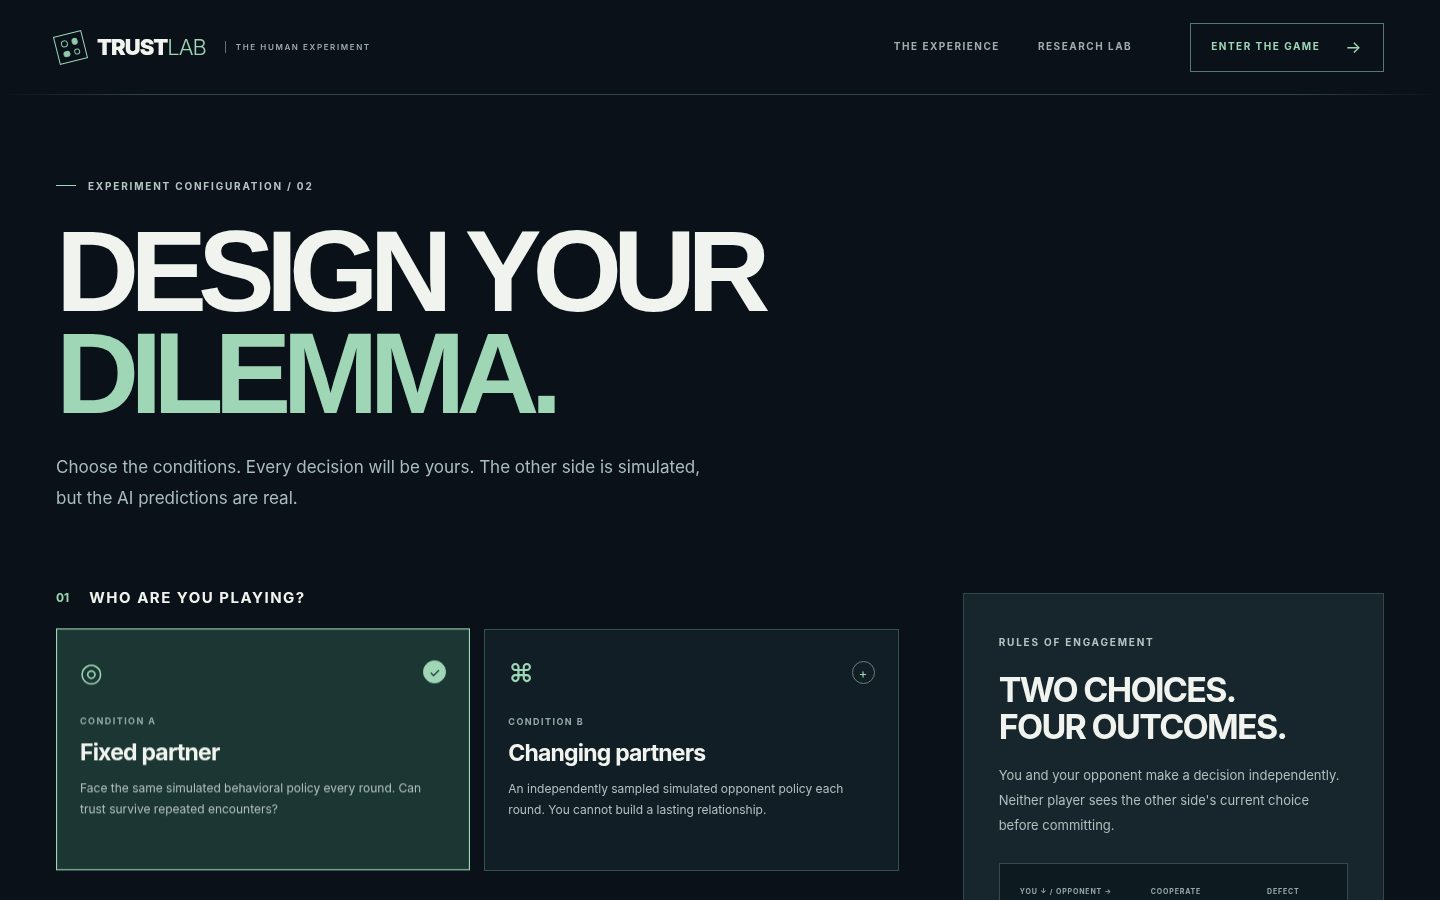 TRUSTLAB
THE HUMAN EXPERIMENT
THE EXPERIENCE
RESEARCH LAB
ENTER THE GAME →
EXPERIMENT CONFIGURATION / 02
DESIGN YOUR
DILEMMA.
Choose the conditions. Every decision will be yours. The other side is simulated,
but the AI predictions are real.
01 WHO ARE YOU PLAYING?
CONDITION A
Fixed partner
Face the same simulated behavioral policy every round. Can
trust survive repeated encounters?
CONDITION B
Changing partners
An independently sampled simulated opponent policy each
round. You cannot build a lasting relationship.
RULES OF ENGAGEMENT
TWO CHOICES.
FOUR OUTCOMES.
You and your opponent make a decision independently.
Neither player sees the other side's current choice
before committing.
YOU ↓ / OPPONENT → COOPERATE DEFECT